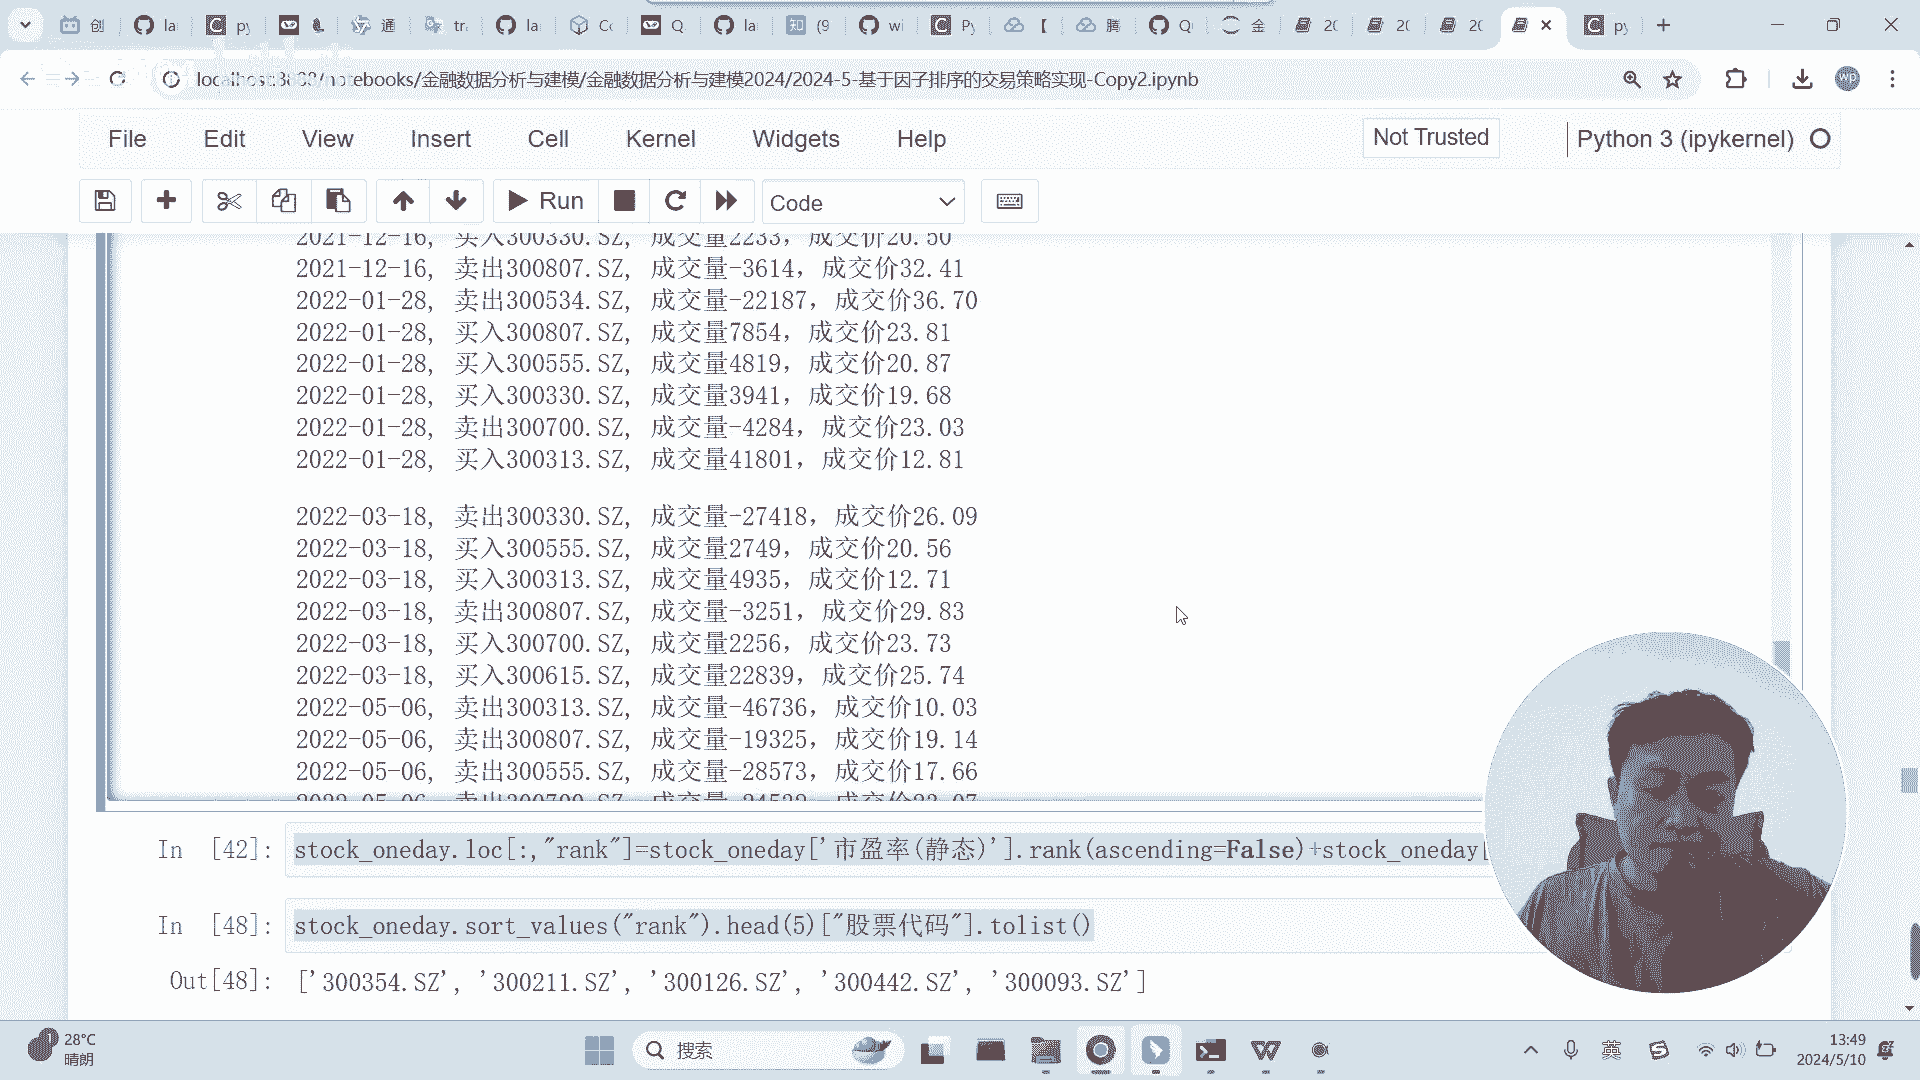 创 la py 通 tra la Co Q la 知 (9 wi Py 【 腾 Q 金 20 20 20 py
localhost:8888/notebooks/金融数据分析与建模/金融数据分析与建模2024/2024-5-基于因子排序的交易策略实现-Copy2.ipynb
wp
File Edit View Insert Cell Kernel Widgets Help
Not Trusted
Python 3 (ipykernel)
Run
Code
2021-12-16, 买入300330.SZ, 成交量2233，成交价20.50
2021-12-16, 卖出300807.SZ, 成交量-3614，成交价32.41
2022-01-28, 卖出300534.SZ, 成交量-22187，成交价36.70
2022-01-28, 买入300807.SZ, 成交量7854，成交价23.81
2022-01-28, 买入300555.SZ, 成交量4819，成交价20.87
2022-01-28, 买入300330.SZ, 成交量3941，成交价19.68
2022-01-28, 卖出300700.SZ, 成交量-4284，成交价23.03
2022-01-28, 买入300313.SZ, 成交量41801，成交价12.81
2022-03-18, 卖出300330.SZ, 成交量-27418，成交价26.09
2022-03-18, 买入300555.SZ, 成交量2749，成交价20.56
2022-03-18, 买入300313.SZ, 成交量4935，成交价12.71
2022-03-18, 卖出300807.SZ, 成交量-3251，成交价29.83
2022-03-18, 买入300700.SZ, 成交量2256，成交价23.73
2022-03-18, 买入300615.SZ, 成交量22839，成交价25.74
2022-05-06, 卖出300313.SZ, 成交量-46736，成交价10.03
2022-05-06, 卖出300807.SZ, 成交量-19325，成交价19.14
2022-05-06, 卖出300555.SZ, 成交量-28573，成交价17.66
In [42]: stock_oneday.loc[:,"rank"]=stock_oneday['市盈率(静态)'].rank(ascending=False)+stock_oneday[
In [48]: stock_oneday.sort_values("rank").head(5)["股票代码"].tolist()
Out[48]: ['300354.SZ', '300211.SZ', '300126.SZ', '300442.SZ', '300093.SZ']
28°C
晴朗
搜索
英
13:49
2024/5/10